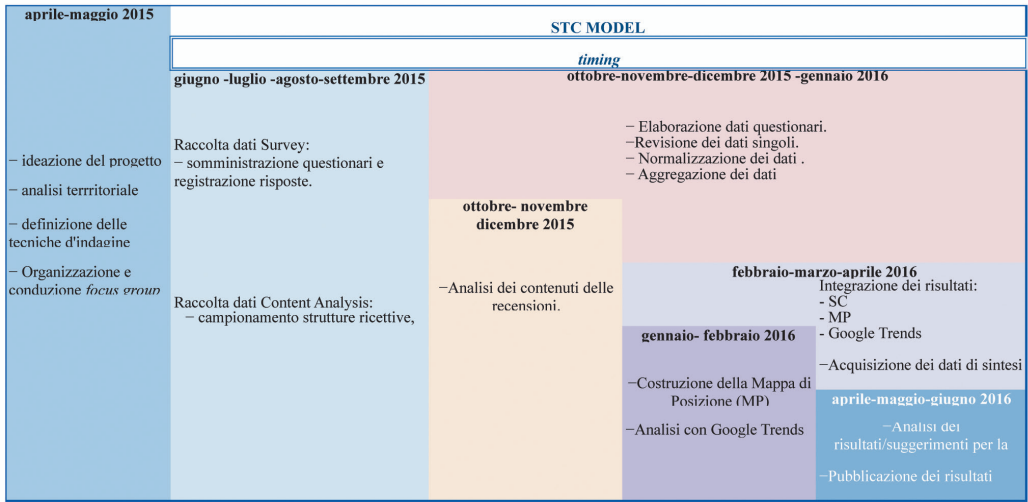 aprile-maggio 2015
STC MODEL
timing
giugno -luglio -agosto-settembre 2015
ottobre-novembre-dicembre 2015 -gennaio 2016
− ideazione del progetto
− analisi terrritoriale
− definizione delle
tecniche d'indagine
− Organizzazione e
conduzione focus group
Raccolta dati Survey:
− somministrazione questionari e
registrazione risposte.
Raccolta dati Content Analysis:
− campionamento strutture ricettive,
− Elaborazione dati questionari.
−Revisione dei dati singoli.
− Normalizzazione dei dati .
− Aggregazione dei dati
ottobre- novembre
dicembre 2015
−Analisi dei contenuti delle
recensioni.
febbraio-marzo-aprile 2016
Integrazione dei risultati:
- SC
- MP
- Google Trends
−Acquisizione dei dati di sintesi
gennaio- febbraio 2016
−Costruzione della Mappa di
Posizione (MP)
−Analisi con Google Trends
aprile-maggio-giugno 2016
−Analisi dei
risultati/suggerimenti per la
−Pubblicazione dei risultati